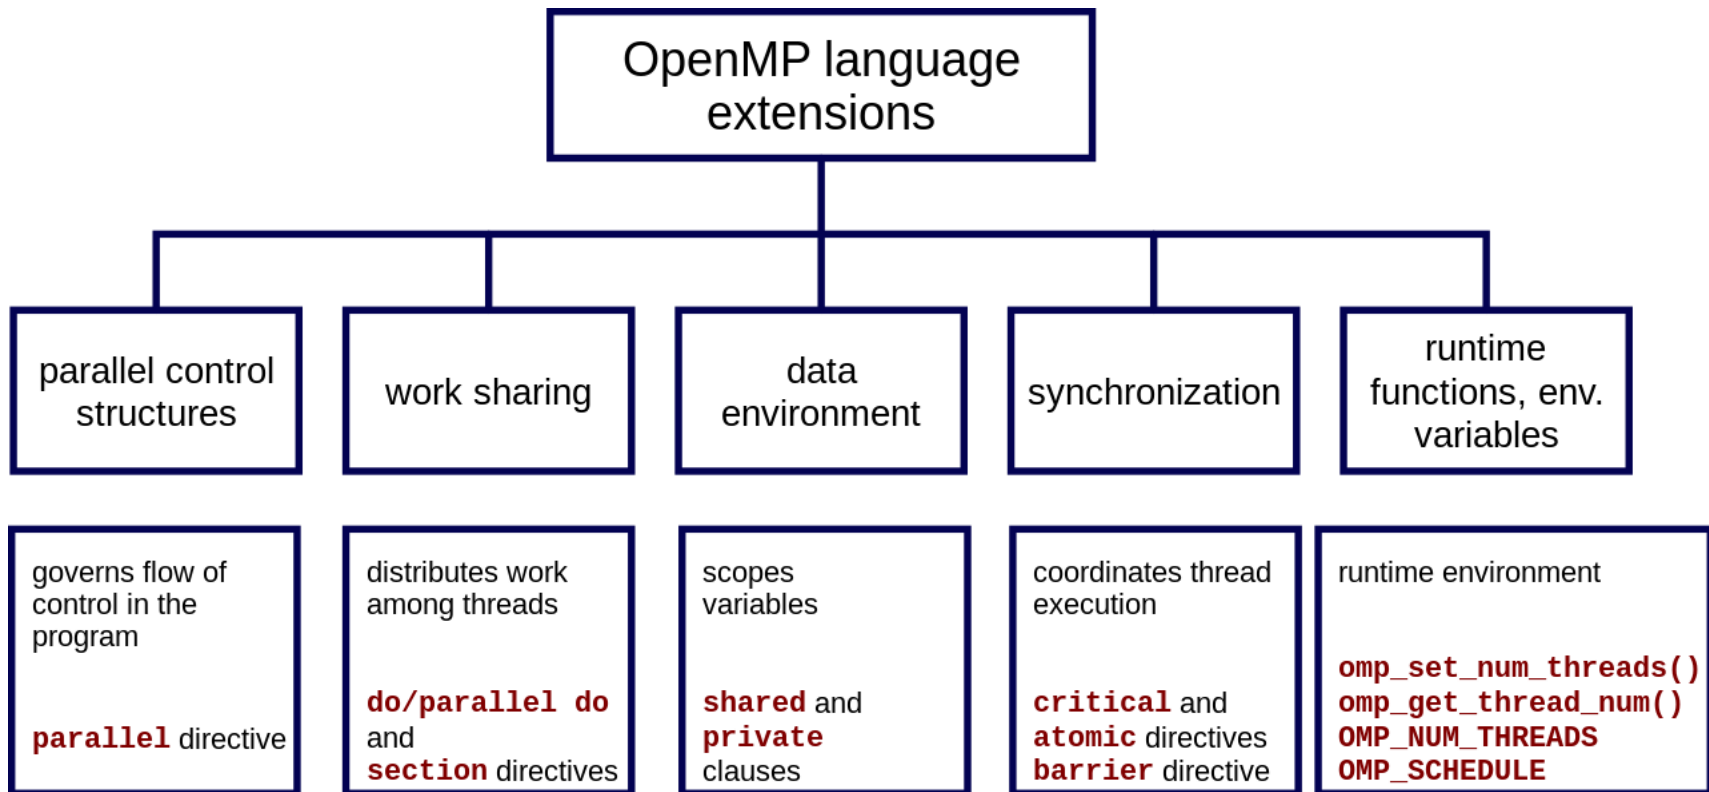 OpenMP language
extensions
parallel control
structures
work sharing
data
environment
synchronization
runtime
functions, env.
variables
governs flow of
control in the
program
parallel directive
distributes work
among threads
do/parallel do
and
section directives
scopes
variables
shared and
private
clauses
coordinates thread
execution
critical and
atomic directives
barrier directive
runtime environment
omp_set_num_threads()
omp_get_thread_num()
OMP_NUM_THREADS
OMP_SCHEDULE